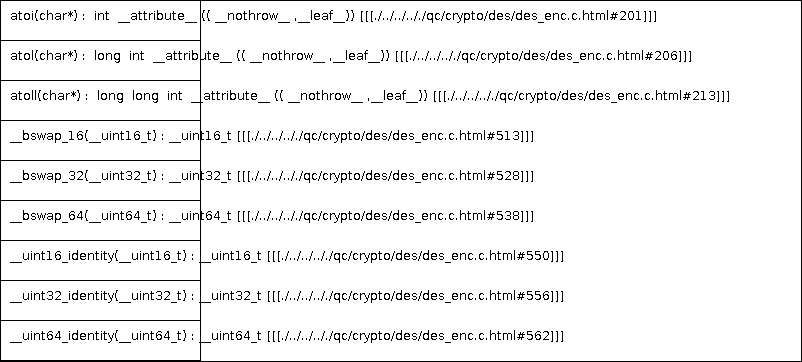 atoi(char*) : int __attribute__ (( __nothrow__ ,__leaf__)) [[[./../../../../qc/crypto/des/des_enc.c.html#201]]]
atol(char*) : long int __attribute__ (( __nothrow__ ,__leaf__)) [[[./../../../../qc/crypto/des/des_enc.c.html#206]]]
atoll(char*) : long long int __attribute__ (( __nothrow__ ,__leaf__)) [[[./../../../../qc/crypto/des/des_enc.c.html#213]]]
__bswap_16(__uint16_t) : __uint16_t [[[./../../../../qc/crypto/des/des_enc.c.html#513]]]
__bswap_32(__uint32_t) : __uint32_t [[[./../../../../qc/crypto/des/des_enc.c.html#528]]]
__bswap_64(__uint64_t) : __uint64_t [[[./../../../../qc/crypto/des/des_enc.c.html#538]]]
__uint16_identity(__uint16_t) : __uint16_t [[[./../../../../qc/crypto/des/des_enc.c.html#550]]]
__uint32_identity(__uint32_t) : __uint32_t [[[./../../../../qc/crypto/des/des_enc.c.html#556]]]
__uint64_identity(__uint64_t) : __uint64_t [[[./../../../../qc/crypto/des/des_enc.c.html#562]]]